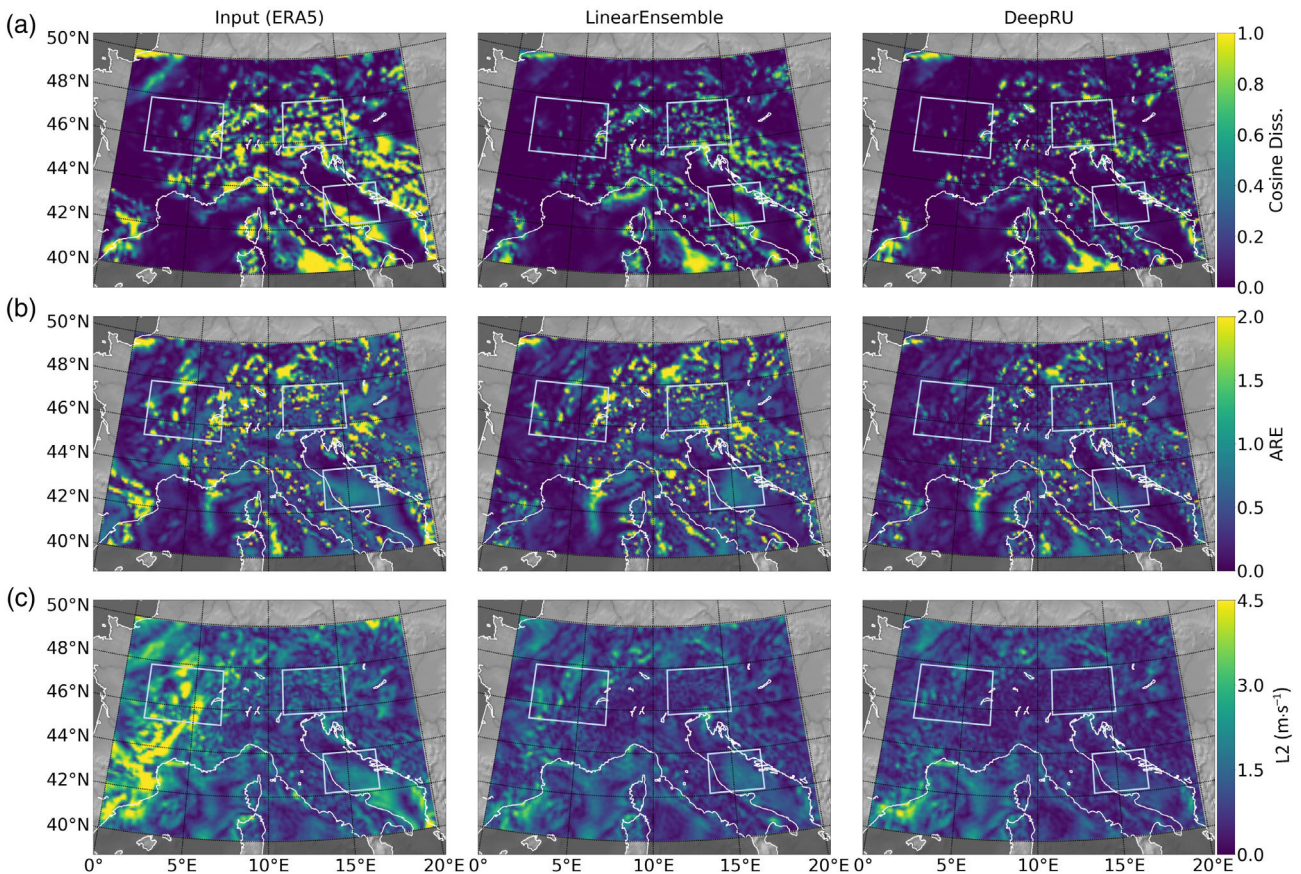 Input (ERA5) LinearEnsemble DeepRU
(a)
50°N
48°N
46°N
44°N
42°N
40°N
1.0
0.8
0.6
0.4
0.2
0.0
Cosine Diss.
(b)
50°N
48°N
46°N
44°N
42°N
40°N
2.0
1.5
1.0
0.5
0.0
ARE
(c)
50°N
48°N
46°N
44°N
42°N
40°N
4.5
3.0
1.5
0.0
L2 (m·s⁻¹)
0° 5°E 10°E 15°E 20°E 0° 5°E 10°E 15°E 20°E 0° 5°E 10°E 15°E 20°E